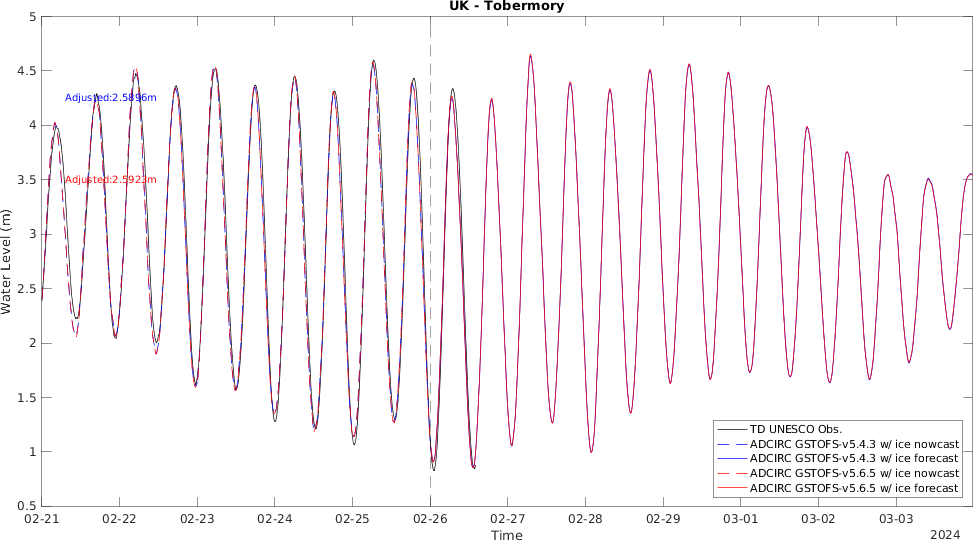 UK - Tobermory
5
4.5
4
3.5
3
2.5
2
1.5
1
0.5
Water Level (m)
Adjusted:2.5896m
Adjusted:2.5923m
TD UNESCO Obs.
ADCIRC GSTOFS-v5.4.3 w/ ice nowcast
ADCIRC GSTOFS-v5.4.3 w/ ice forecast
ADCIRC GSTOFS-v5.6.5 w/ ice nowcast
ADCIRC GSTOFS-v5.6.5 w/ ice forecast
02-21 02-22 02-23 02-24 02-25 02-26 02-27 02-28 02-29 03-01 03-02 03-03
Time
2024